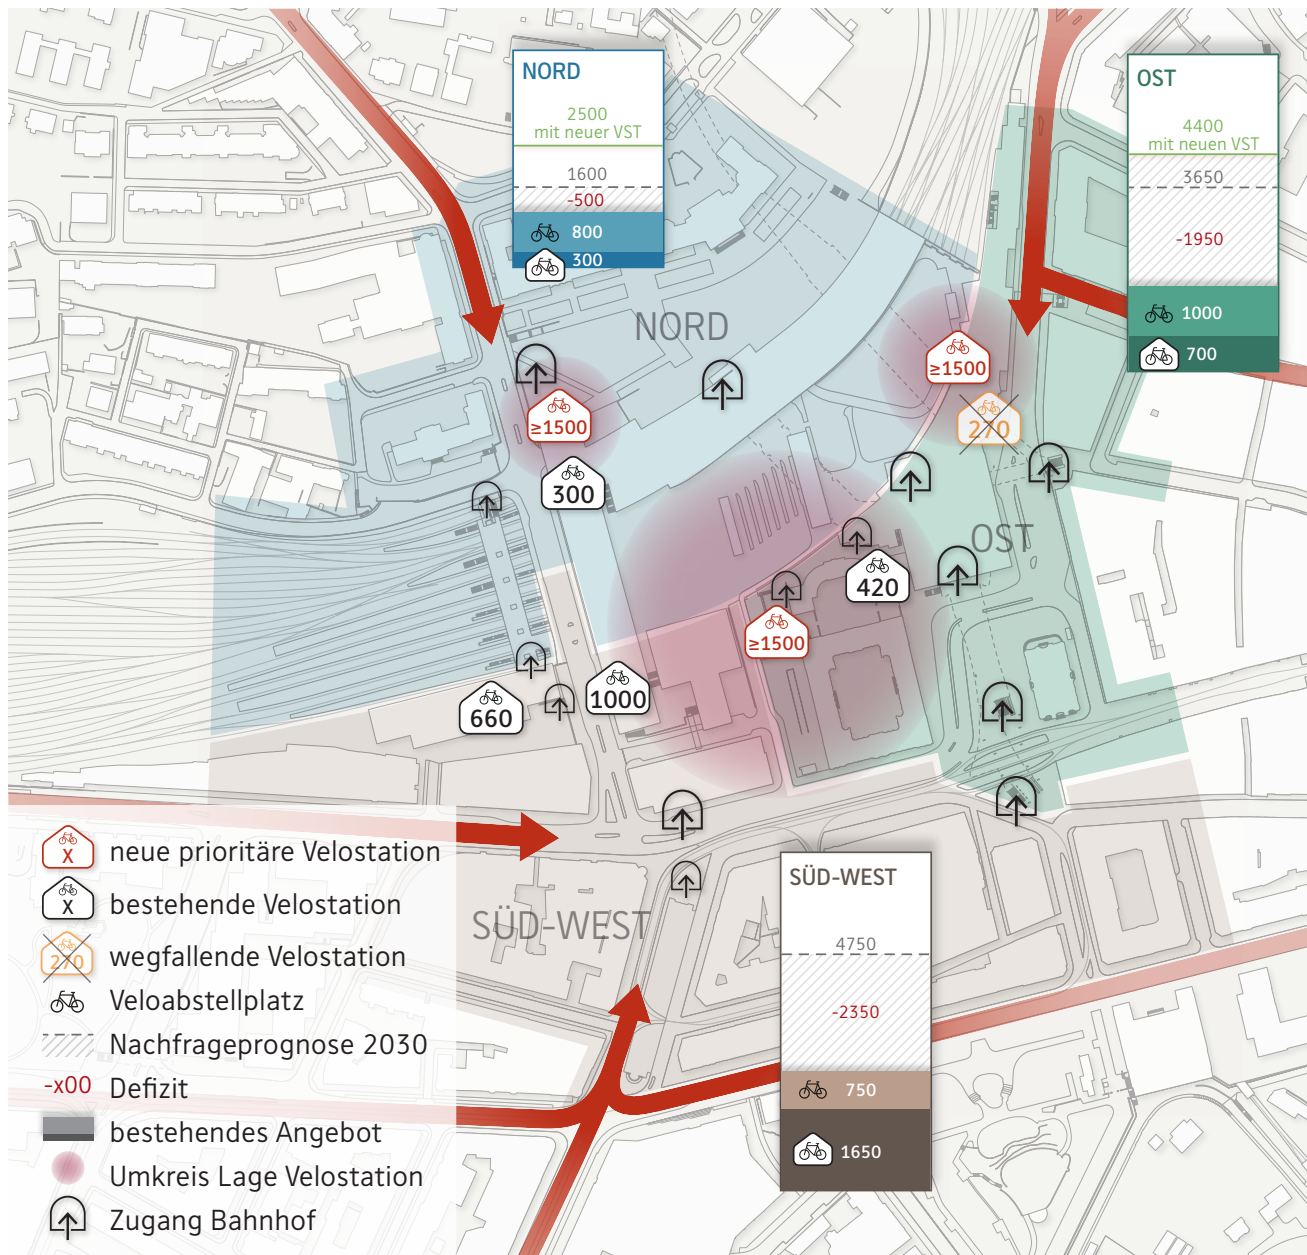 NORD
2500
mit neuer VST
1600
-500
800
300
OST
4400
mit neuen VST
3650
-1950
1000
700
NORD
≥1500
270
≥1500
300
OST
420
≥1500
1000
660
neue prioritäre Velostation
X
bestehende Velostation
X
wegfallende Velostation
270
Veloabstellplatz
Nachfrageprognose 2030
-x00 Defizit
bestehendes Angebot
Umkreis Lage Velostation
Zugang Bahnhof
SÜD-WEST
SÜD-WEST
4750
-2350
750
1650